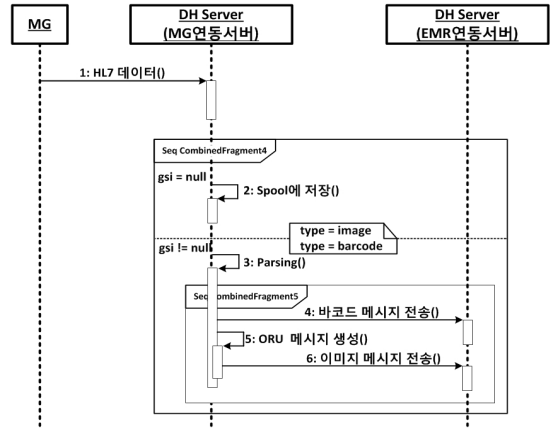 MG
DH Server
(MG연동서버)
DH Server
(EMR연동서버)
1: HL7 데이터()
Seq CombinedFragment4
gsi = null
2: Spool에 저장()
type = image
type = barcode
gsi != null
3: Parsing()
Seq CombinedFragment5
4: 바코드 메시지 전송()
5: ORU 메시지 생성()
6: 이미지 메시지 전송()